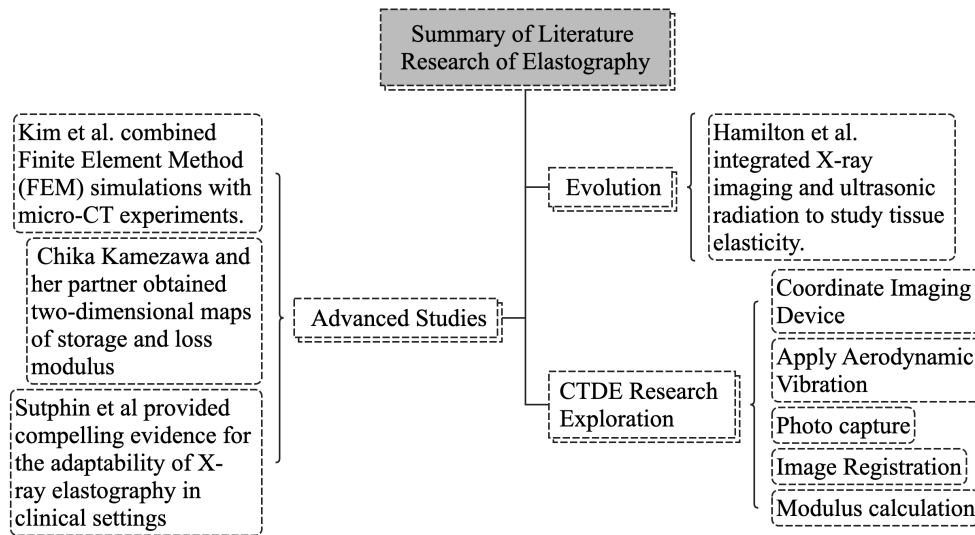 Summary of Literature
Research of Elastography
Kim et al. combined
Finite Element Method
(FEM) simulations with
micro-CT experiments.
Chika Kamezawa and
her partner obtained
two-dimensional maps
of storage and loss
modulus
Sutphin et al provided
compelling evidence for
the adaptability of X-
ray elastography in
clinical settings
Advanced Studies
Evolution
Hamilton et al.
integrated X-ray
imaging and ultrasonic
radiation to study tissue
elasticity.
CTDE Research
Exploration
Coordinate Imaging
Device
Apply Aerodynamic
Vibration
Photo capture
Image Registration
Modulus calculation